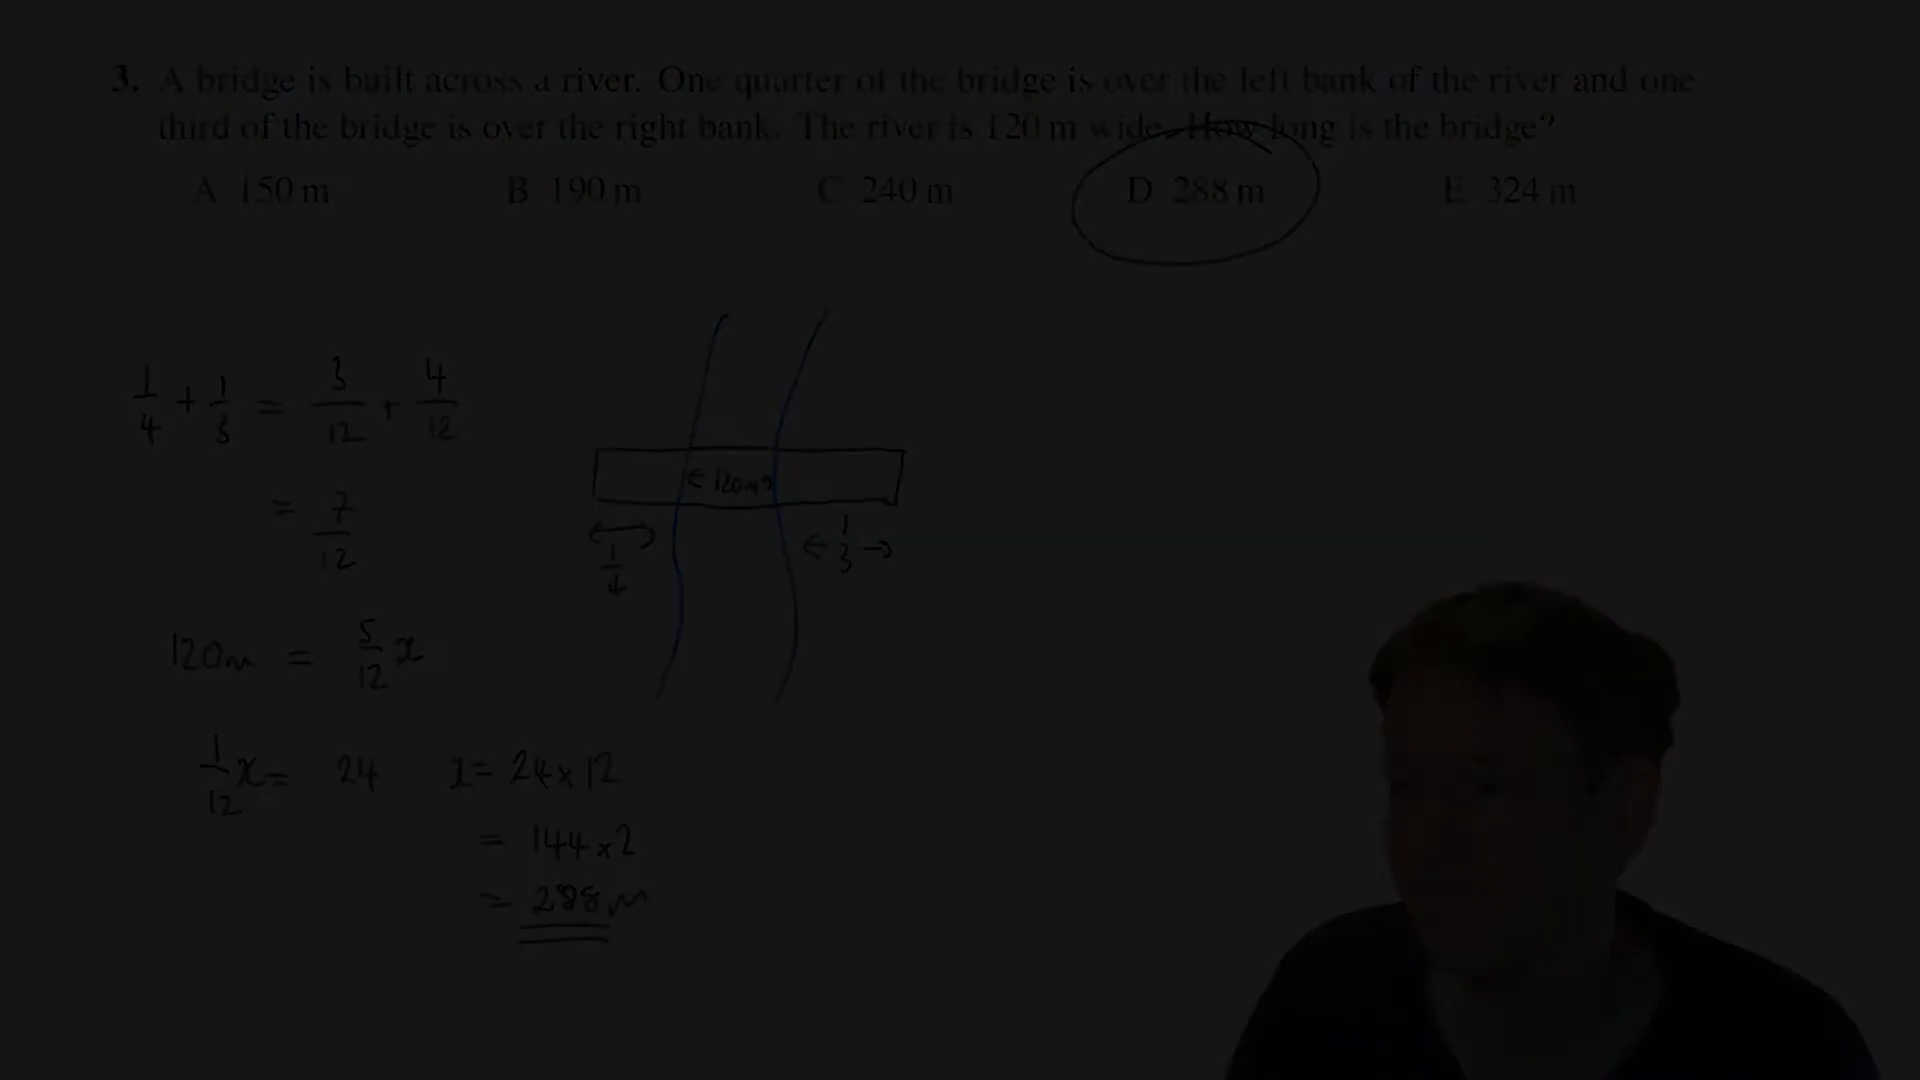 3. A bridge is built across a river. One quarter of the bridge is over the left bank of the river and one
third of the bridge is over the right bank. The river is 120 m wide. How long is the bridge?
A 150 m B 190 m C 240 m D 288 m E 324 m
1/4 + 1/3 = 3/12 + 4/12
= 7/12
← 120m →
1/4
← 1/3 →
120m = 5/12 x
1/12 x = 24 x = 24 × 12
= 144 × 2
= 288 m